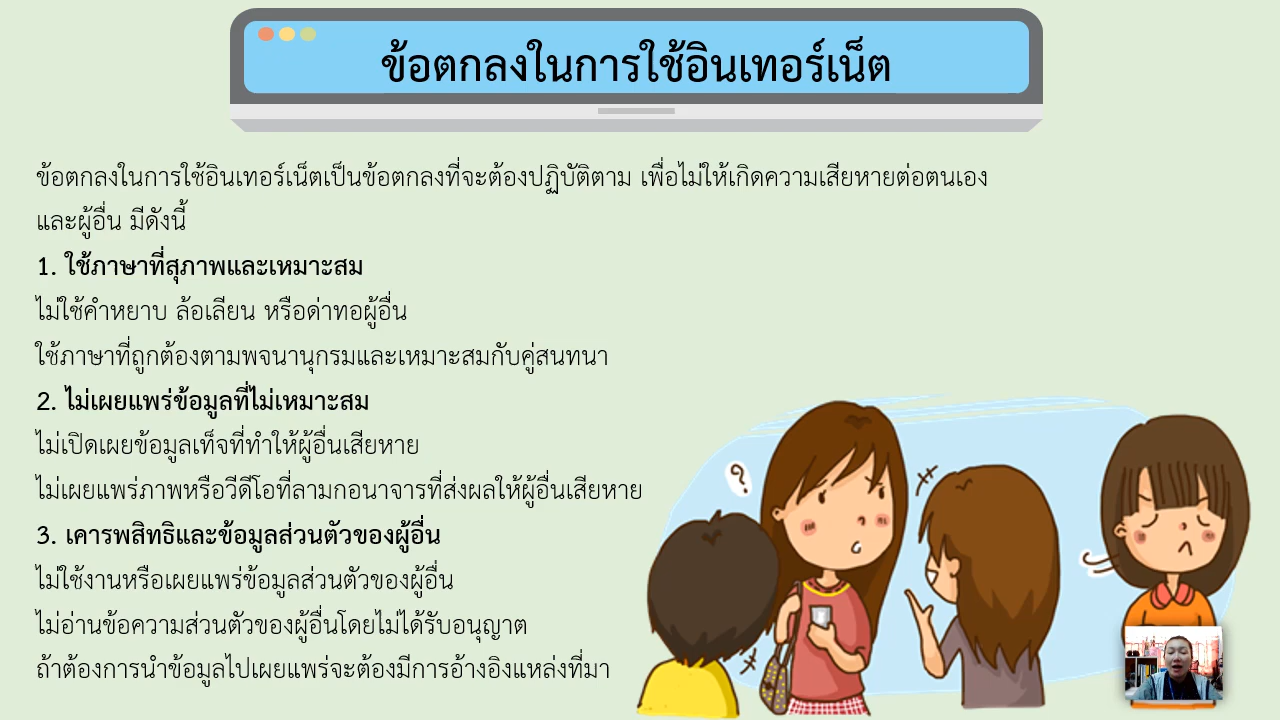 ข้อตกลงในการใช้อินเทอร์เน็ต
ข้อตกลงในการใช้อินเทอร์เน็ตเป็นข้อตกลงที่จะต้องปฏิบัติตาม เพื่อไม่ให้เกิดความเสียหายต่อตนเอง
และผู้อื่น มีดังนี้
1. ใช้ภาษาที่สุภาพและเหมาะสม
ไม่ใช้คำหยาบ ล้อเลียน หรือด่าทอผู้อื่น
ใช้ภาษาที่ถูกต้องตามพจนานุกรมและเหมาะสมกับคู่สนทนา
2. ไม่เผยแพร่ข้อมูลที่ไม่เหมาะสม
ไม่เปิดเผยข้อมูลเท็จที่ทำให้ผู้อื่นเสียหาย
ไม่เผยแพร่ภาพหรือวีดีโอที่ลามกอนาจารที่ส่งผลให้ผู้อื่นเสียหาย
3. เคารพสิทธิและข้อมูลส่วนตัวของผู้อื่น
ไม่ใช้งานหรือเผยแพร่ข้อมูลส่วนตัวของผู้อื่น
ไม่อ่านข้อความส่วนตัวของผู้อื่นโดยไม่ได้รับอนุญาต
ถ้าต้องการนำข้อมูลไปเผยแพร่จะต้องมีการอ้างอิงแหล่งที่มา
?